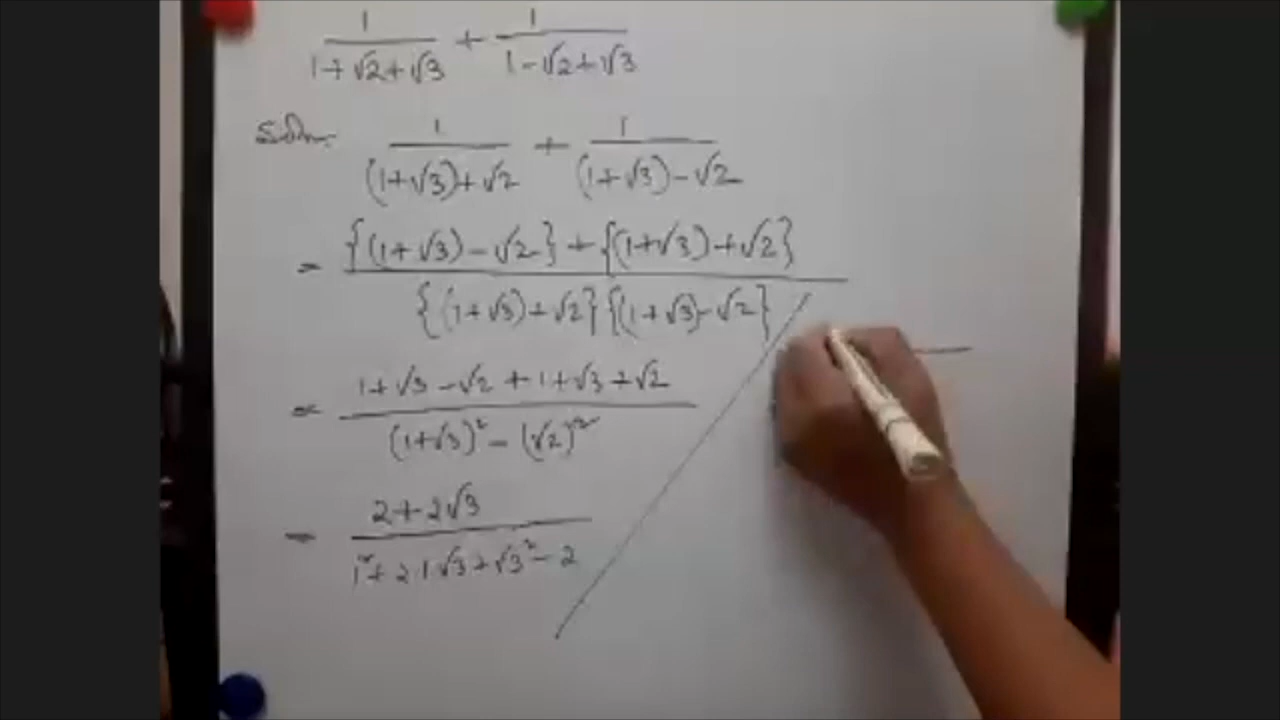 1/(1+√2+√3) + 1/(1-√2+√3)
1/((1+√3)+√2) + 1/((1+√3)-√2)
= [{(1+√3)-√2}+{(1+√3)+√2}]/[{(1+√3)+√2}{(1+√3)-√2}]
= (1+√3-√2+1+√3+√2)/((1+√3)²-(√2)²)
= (2+2√3)/(1²+2.1√3+√3²-2)